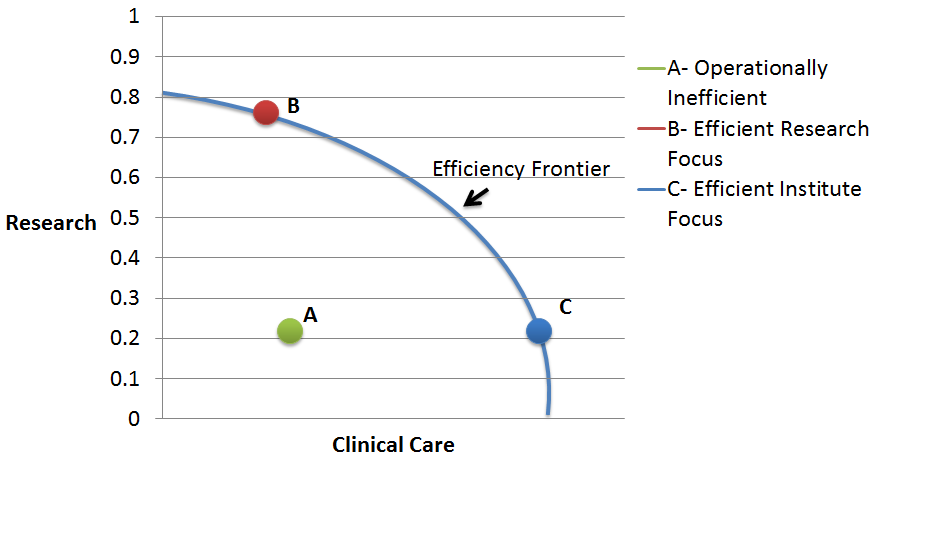 1
0.9
0.8
0.7
0.6
0.5
0.4
0.3
0.2
0.1
0
Research
Clinical Care
B
Efficiency Frontier
A
C
A- Operationally
Inefficient
B- Efficient Research
Focus
C- Efficient Institute
Focus